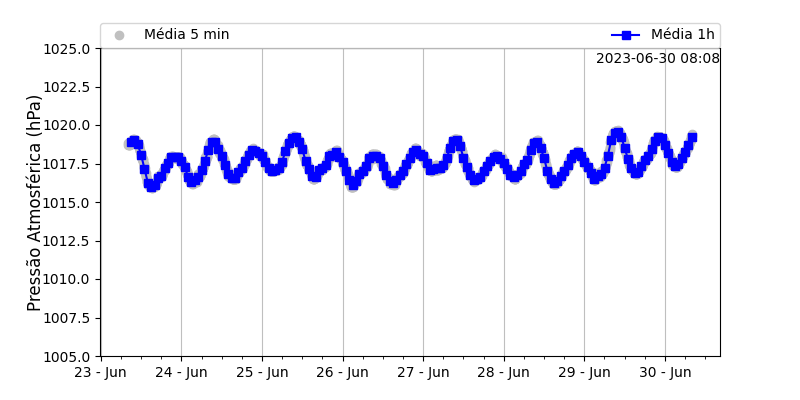 Média 5 min
Média 1h
2023-06-30 08:08
Pressão Atmosférica (hPa)
1025.0
1022.5
1020.0
1017.5
1015.0
1012.5
1010.0
1007.5
1005.0
23 - Jun
24 - Jun
25 - Jun
26 - Jun
27 - Jun
28 - Jun
29 - Jun
30 - Jun